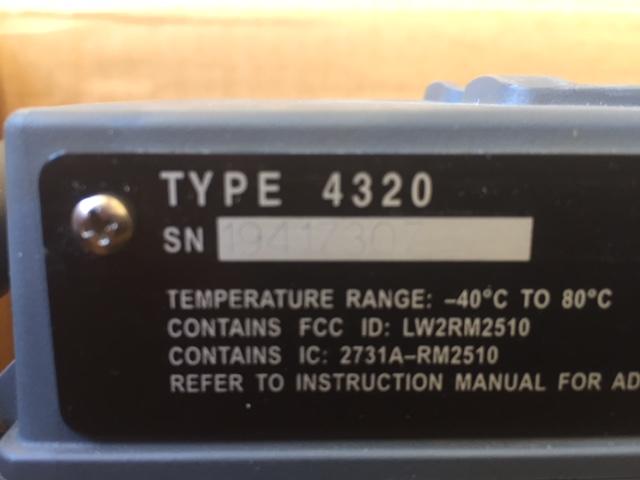 TYPE 4320
SN 19417307
TEMPERATURE RANGE: –40°C TO 80°C
CONTAINS FCC ID: LW2RM2510
CONTAINS IC: 2731A–RM2510
REFER TO INSTRUCTION MANUAL FOR AD